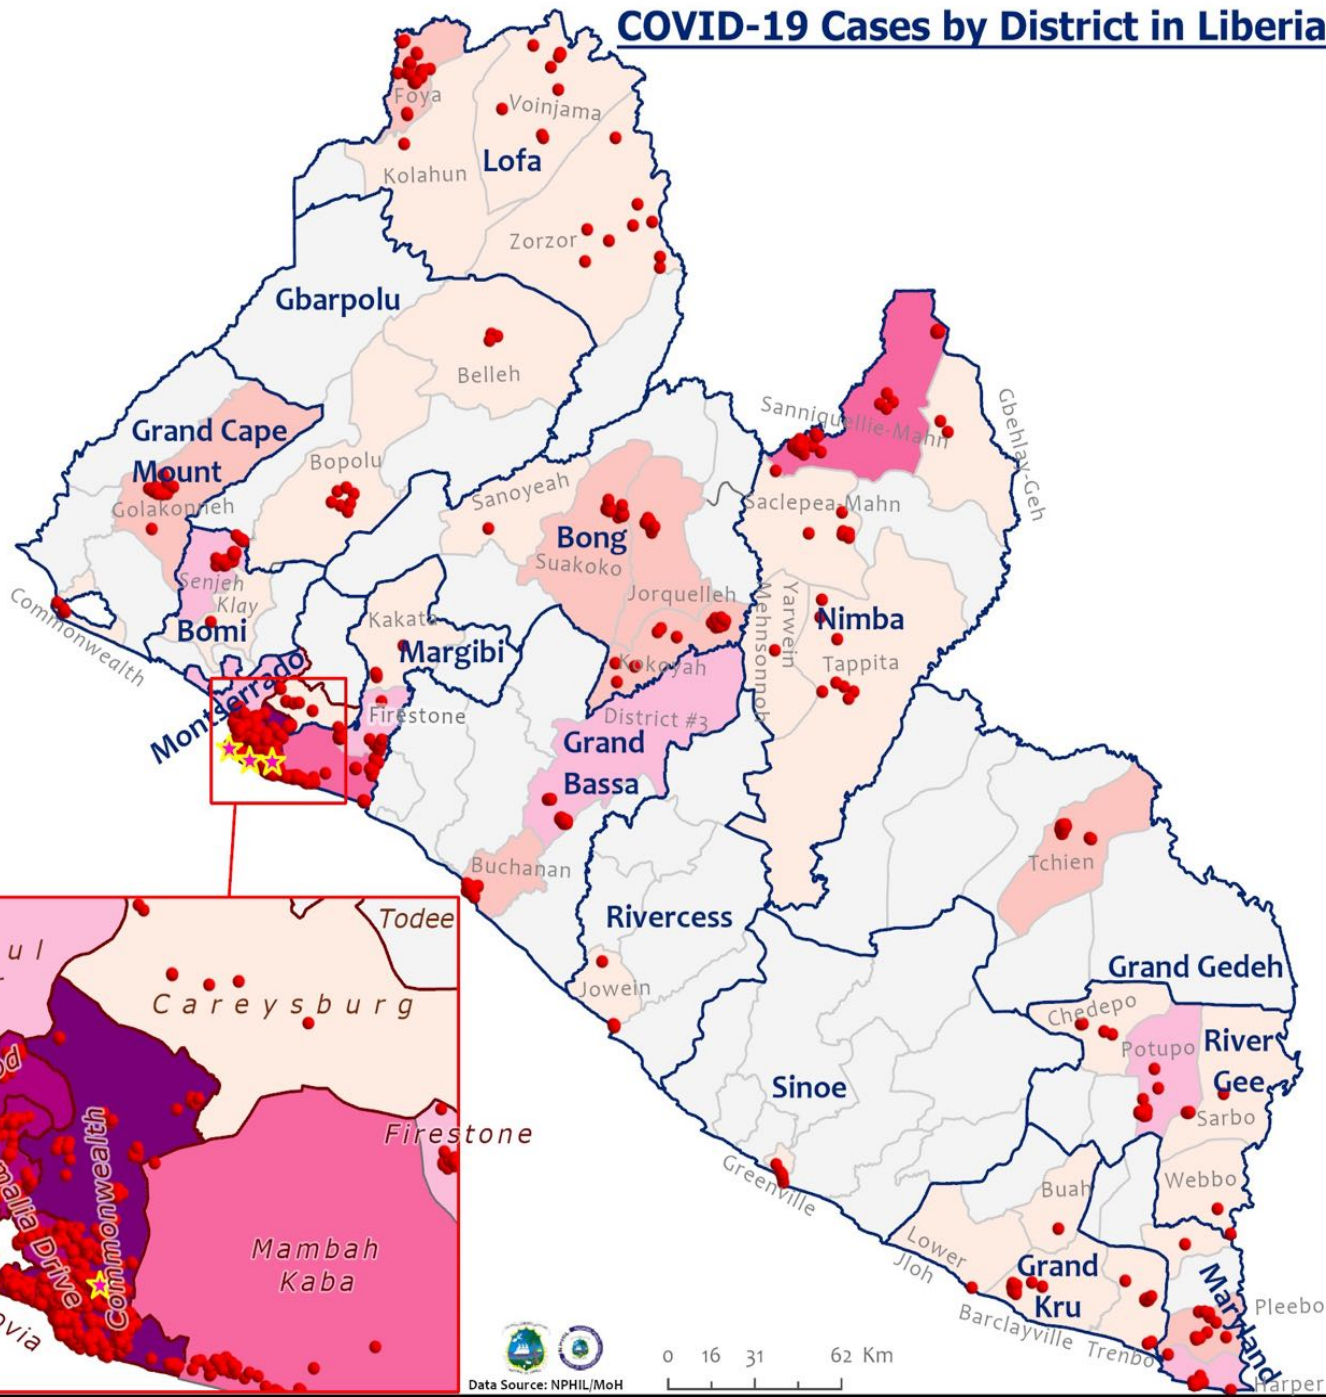 COVID-19 Cases by District in Liberia
Foya
Voinjama
Lofa
Kolahun
Zorzor
Gbarpolu
Belleh
Grand Cape
Mount
Golakonneh
Bopolu
Sanoyeah
Sanniquellie-Mahn
Gbehlay-Geh
Saclepea-Mahn
Bong
Suakoko
Jorquelleh
Kokoyah
Senjeh
Klay
Bomi
Commonwealth
Kakata
Margibi
Montserrado
Firestone
Mehnsonnoh
Yarwein
Nimba
Tappita
District #3
Grand
Bassa
Buchanan
Rivercess
Jowein
Tchien
Grand Gedeh
Chedepo
Potupo
River
Gee
Sarbo
Sinoe
Greenville
Webbo
Buah
Lower
Jloh
Grand
Kru
Barclayville
Trenbo
Maryland
Pleebo
Harper
Todee
Careysburg
Firestone
Commonwealth
Drive
Mambah
Kaba
0 16 31 62 Km
Data Source: NPHIL/MoH